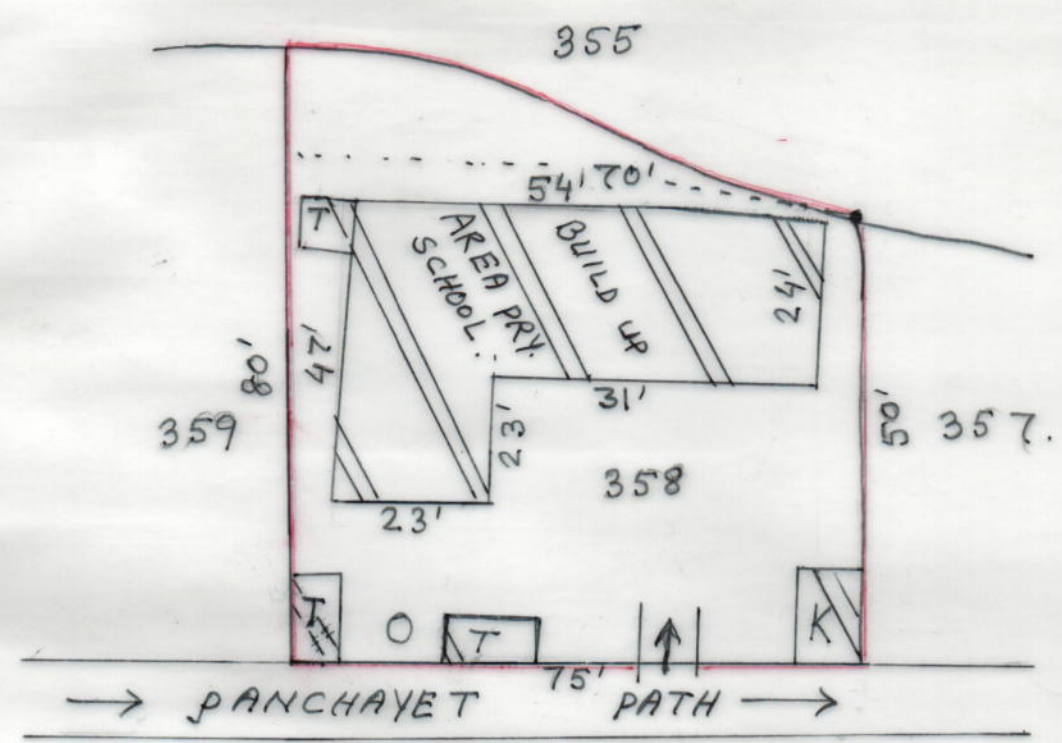 355
54' 70'
T
AREA PRY.
SCHOOL.
BUILD UP
24'
47'
80'
359
31'
23'
50'
357.
358
23'
T
O
T
K
75'
PANCHAYET PATH